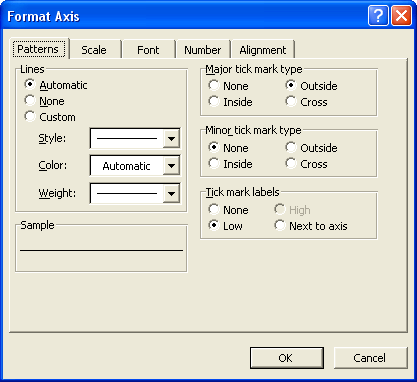 Format Axis
Patterns Scale Font Number Alignment
Lines
Automatic
None
Custom
Style:
Color: Automatic
Weight:
Sample
Major tick mark type
None Outside
Inside Cross
Minor tick mark type
None Outside
Inside Cross
Tick mark labels
None High
Low Next to axis
OK Cancel